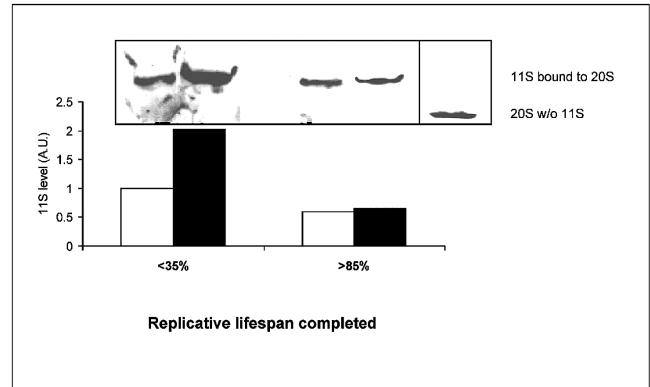 11S bound to 20S
20S w/o 11S
11S level (A.U.)
2.5
2
1.5
1
0.5
0
<35%
>85%
Replicative lifespan completed